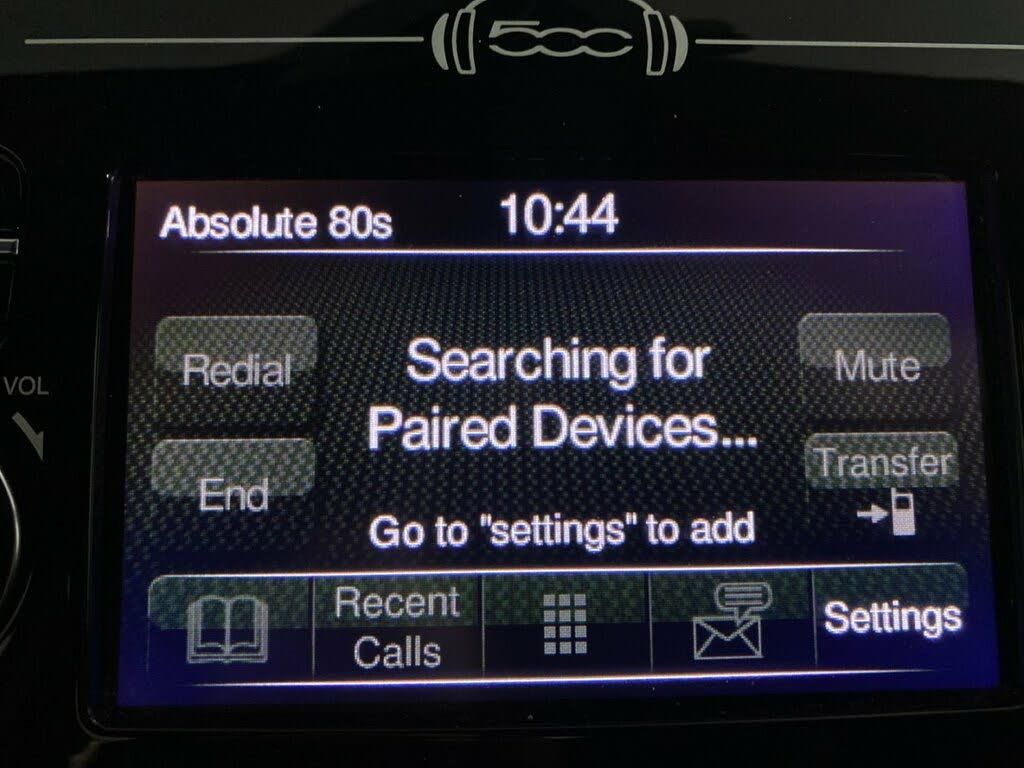 500
Absolute 80s 10:44
Redial
Searching for
Paired Devices...
Mute
VOL
End
Transfer
Go to "settings" to add
Recent
Calls
Settings